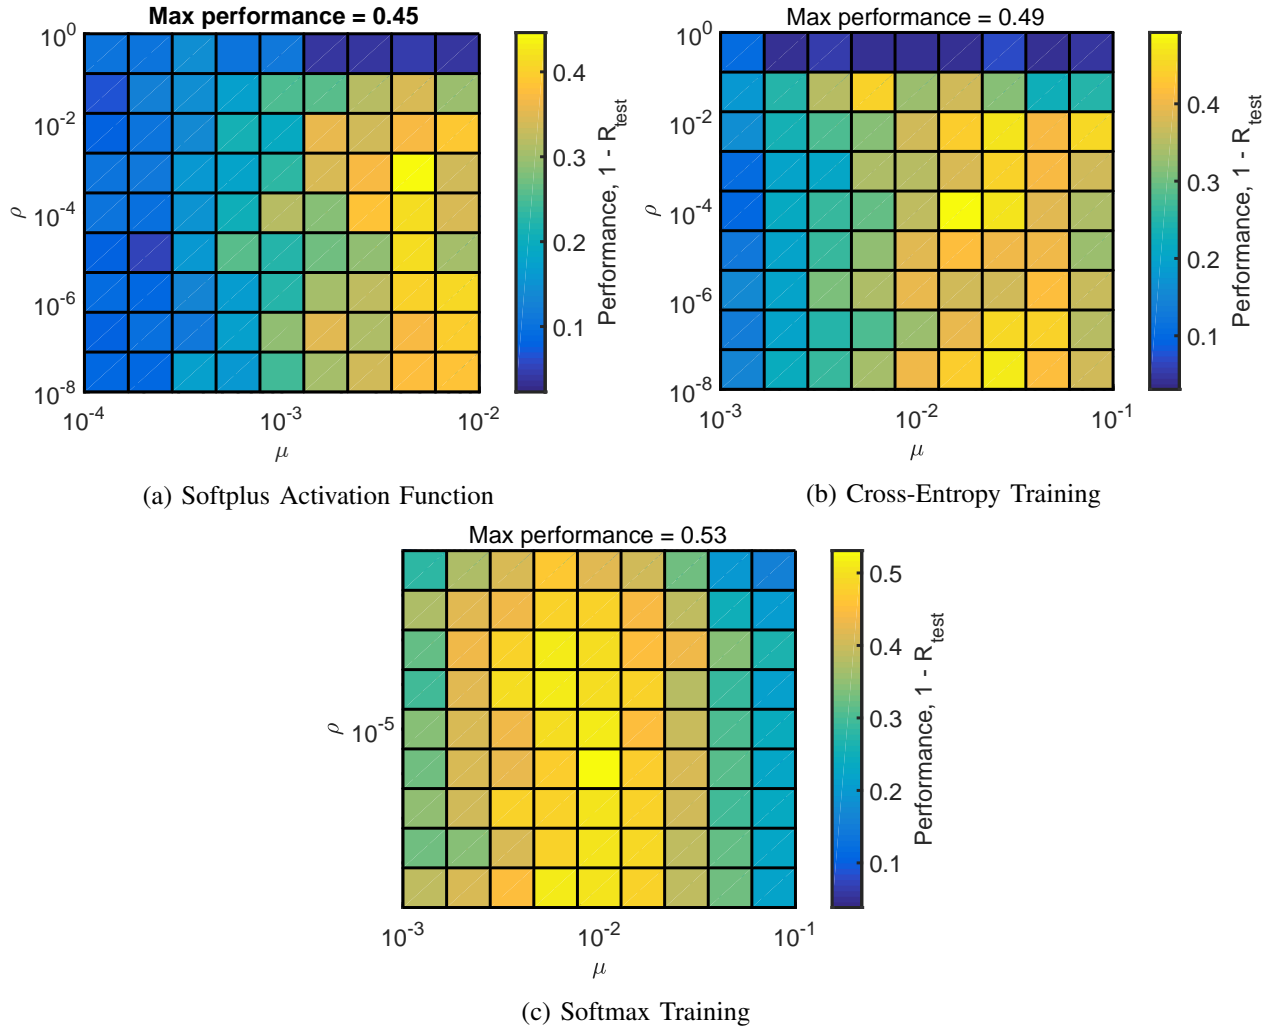 Max performance = 0.45
10^0
10^-2
10^-4
10^-6
10^-8
ρ
10^-4
10^-3
10^-2
μ
0.4
0.3
0.2
0.1
Performance, 1 - R_test
(a) Softplus Activation Function
Max performance = 0.49
10^0
10^-2
10^-4
10^-6
10^-8
ρ
10^-3
10^-2
10^-1
μ
0.4
0.3
0.2
0.1
Performance, 1 - R_test
(b) Cross-Entropy Training
Max performance = 0.53
ρ
10^-5
10^-3
10^-2
10^-1
μ
0.5
0.4
0.3
0.2
0.1
Performance, 1 - R_test
(c) Softmax Training